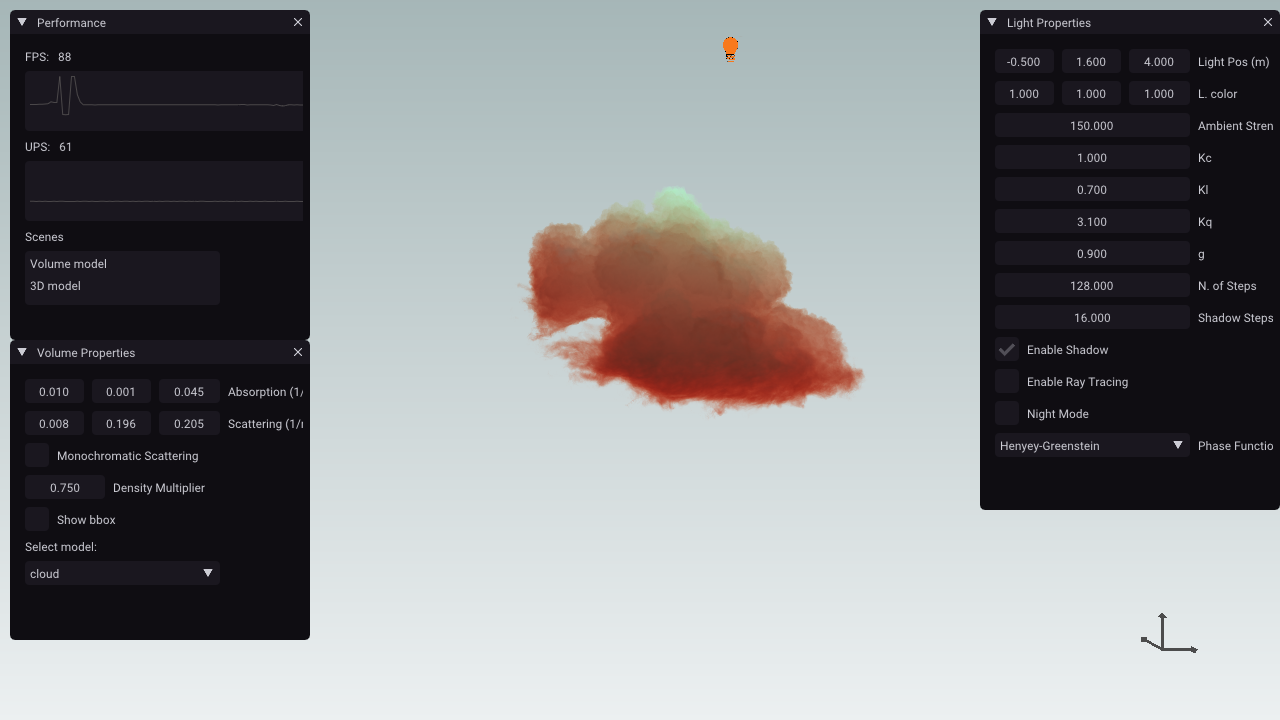 Performance
FPS: 88
UPS: 61
Scenes
Volume model
3D model
Volume Properties
0.010 0.001 0.045 Absorption (1/
0.008 0.196 0.205 Scattering (1/
Monochromatic Scattering
0.750 Density Multiplier
Show bbox
Select model:
cloud
Light Properties
-0.500 1.600 4.000 Light Pos (m)
1.000 1.000 1.000 L. color
150.000 Ambient Stren
1.000 Kc
0.700 Kl
3.100 Kq
0.900 g
128.000 N. of Steps
16.000 Shadow Steps
Enable Shadow
Enable Ray Tracing
Night Mode
Henyey-Greenstein Phase Functio